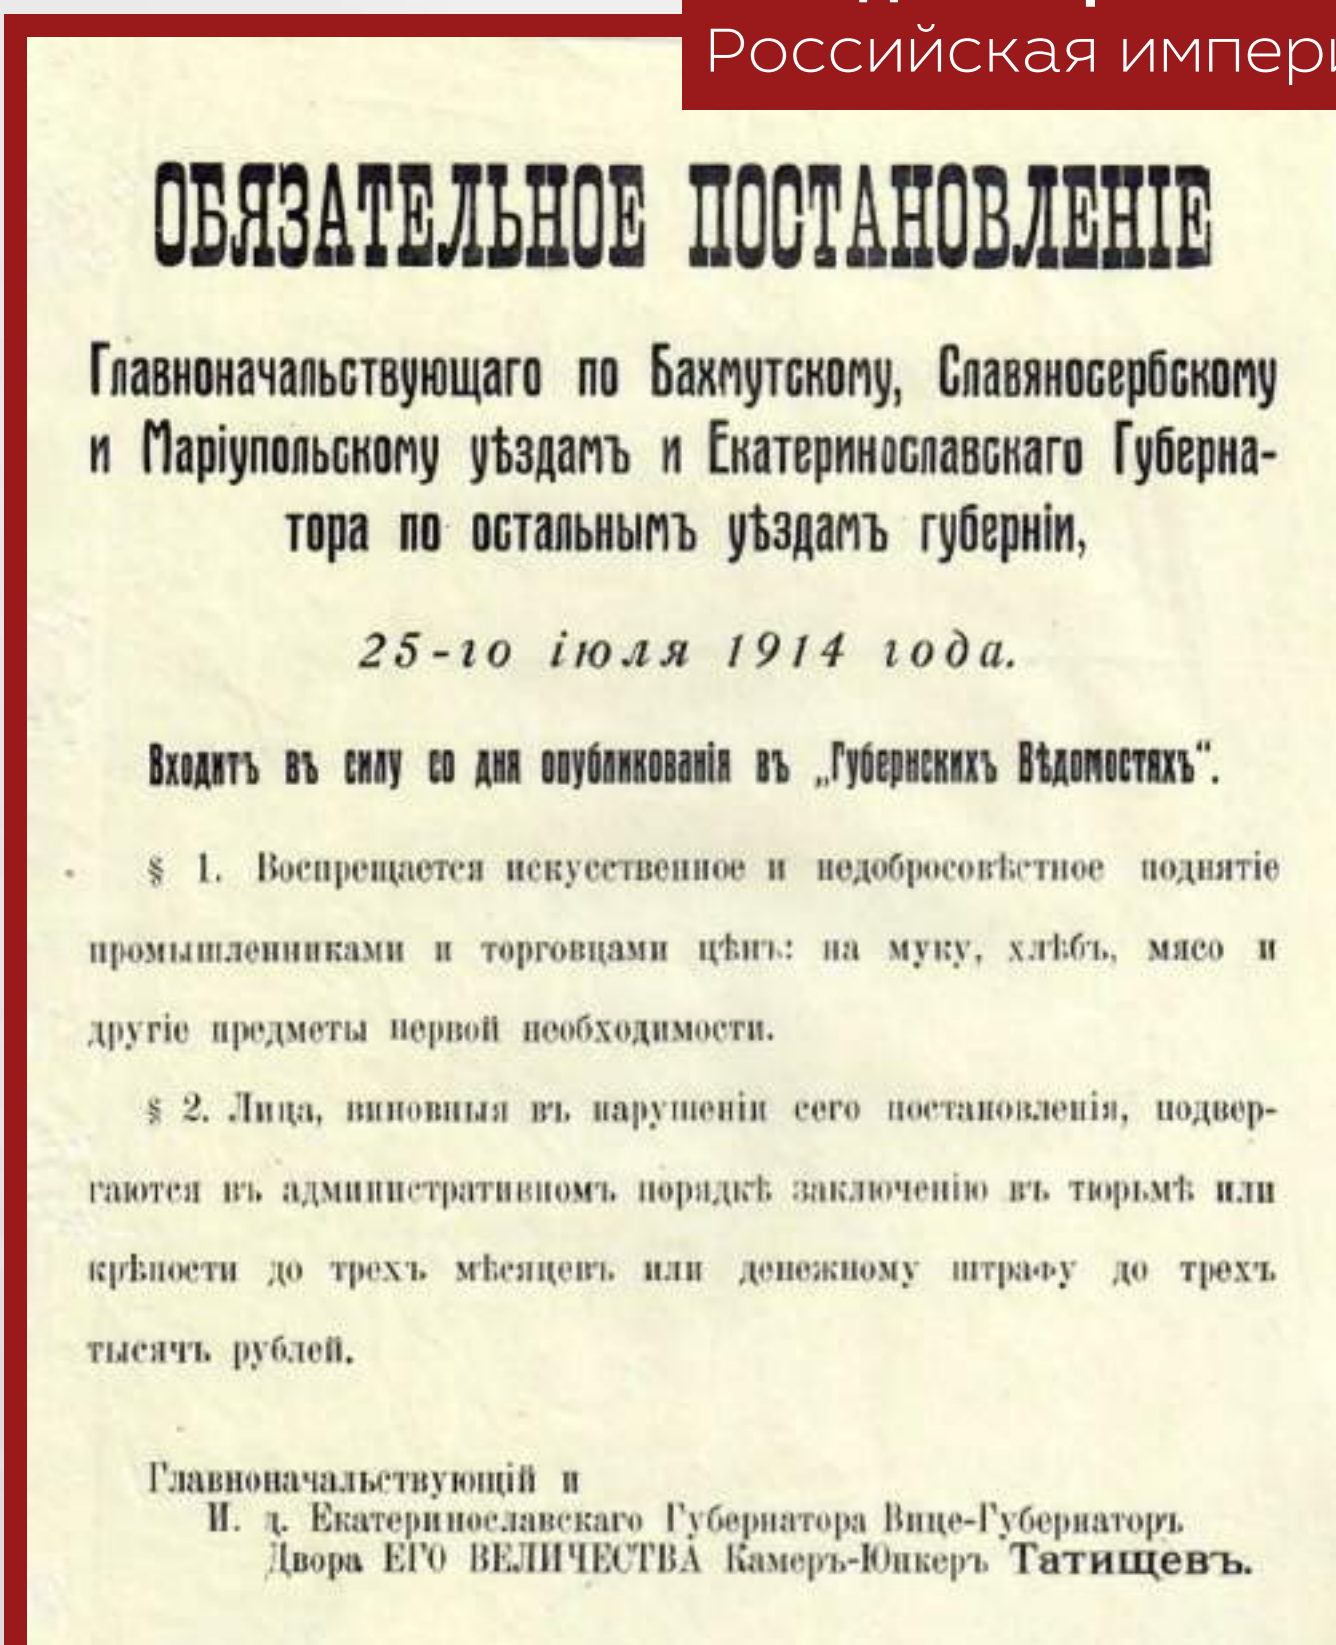 Российская импери
ОБЯЗАТЕЛЬНОЕ ПОСТАНОВЛЕНІЕ
Главноначальствующаго по Бахмутскому, Славяносербскому
и Маріупольскому уѣздамъ и Екатеринославскаго Губерна-
тора по остальнымъ уѣздамъ губерніи,
25-го іюля 1914 года.
Входитъ въ силу со дня опубликованія въ „Губернскихъ Вѣдомостяхъ“.
§ 1. Воспрещается искусственное и недобросовѣстное поднятіе
промышленниками и торговцами цѣнъ: на муку, хлѣбъ, мясо и
другіе предметы первой необходимости.
§ 2. Лица, виновныя въ нарушеніи сего постановленія, подвер-
гаются въ административномъ порядкѣ заключенію въ тюрьмѣ или
крѣпости до трехъ мѣсяцевъ или денежному штрафу до трехъ
тысячъ рублей.
Главноначальствующій и
И. д. Екатеринославскаго Губернатора Вице-Губернаторъ
Двора ЕГО ВЕЛИЧЕСТВА Камеръ-Юнкеръ Татищевъ.